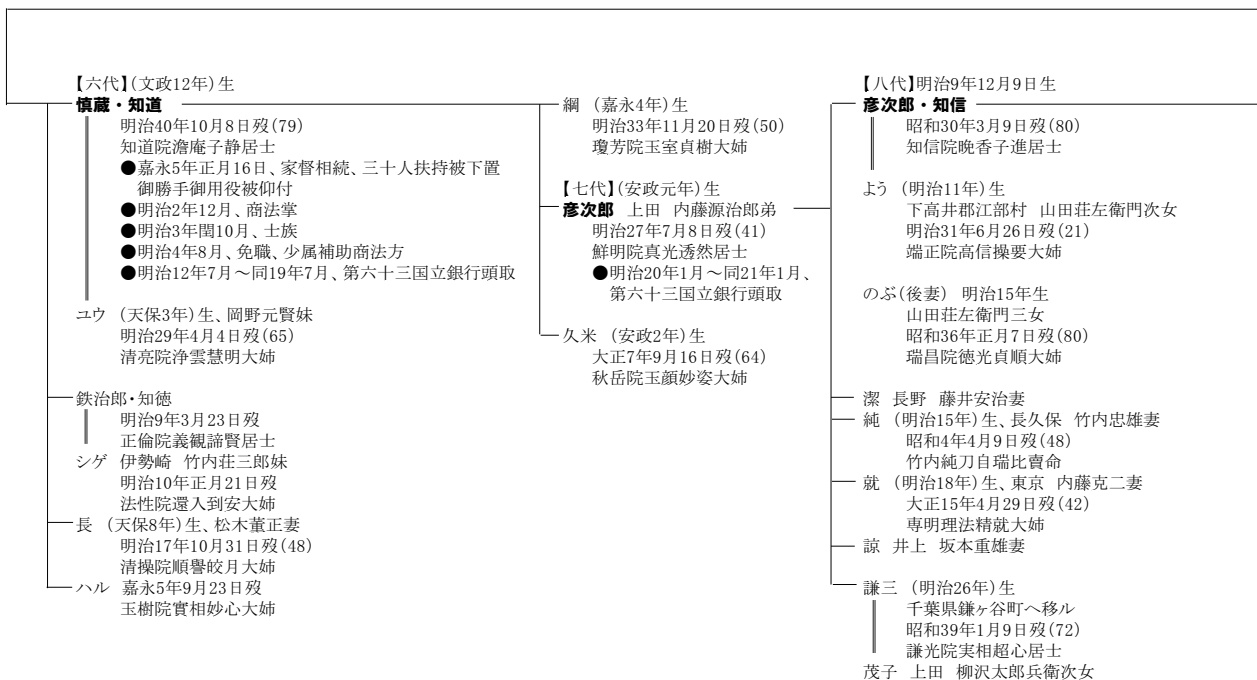 【六代】(文政12年)生
慎蔵・知道
明治40年10月8日歿(79)
知道院澹庵子静居士
●嘉永5年正月16日、家督相続、三十人扶持被下置
御勝手御用役被仰付
●明治2年12月、商法掌
●明治3年閏10月、士族
●明治4年8月、免職、少属補助商法方
●明治12年7月～同19年7月、第六十三国立銀行頭取
ユウ (天保3年)生、岡野元賢妹
明治29年4月4日歿(65)
清亮院浄雲慧明大姉
鉄治郎・知徳
明治9年3月23日歿
正倫院義観諦賢居士
シゲ 伊勢崎 竹内荘三郎妹
明治10年正月21日歿
法性院還入到安大姉
長 (天保8年)生、松木董正妻
明治17年10月31日歿(48)
清操院順譽皎月大姉
ハル 嘉永5年9月23日歿
玉樹院實相妙心大姉
綱 (嘉永4年)生
明治33年11月20日歿(50)
瓊芳院玉室貞樹大姉
【七代】(安政元年)生
彦次郎 上田 内藤源治郎弟
明治27年7月8日歿(41)
鮮明院真光透然居士
●明治20年1月～同21年1月、
第六十三国立銀行頭取
久米 (安政2年)生
大正7年9月16日歿(64)
秋岳院玉顔妙姿大姉
【八代】明治9年12月9日生
彦次郎・知信
昭和30年3月9日歿(80)
知信院晩香子進居士
よう (明治11年)生
下高井郡江部村 山田荘左衛門次女
明治31年6月26日歿(21)
端正院高信操要大姉
のぶ(後妻) 明治15年生
山田荘左衛門三女
昭和36年正月7日歿(80)
瑞昌院徳光貞順大姉
潔 長野 藤井安治妻
純 (明治15年)生、長久保 竹内忠雄妻
昭和4年4月9日歿(48)
竹内純刀自瑞比賣命
就 (明治18年)生、東京 内藤克二妻
大正15年4月29日歿(42)
専明理法精就大姉
諒 井上 坂本重雄妻
謙三 (明治26年)生
千葉県鎌ヶ谷町へ移ル
昭和39年1月9日歿(72)
謙光院実相超心居士
茂子 上田 柳沢太郎兵衛次女